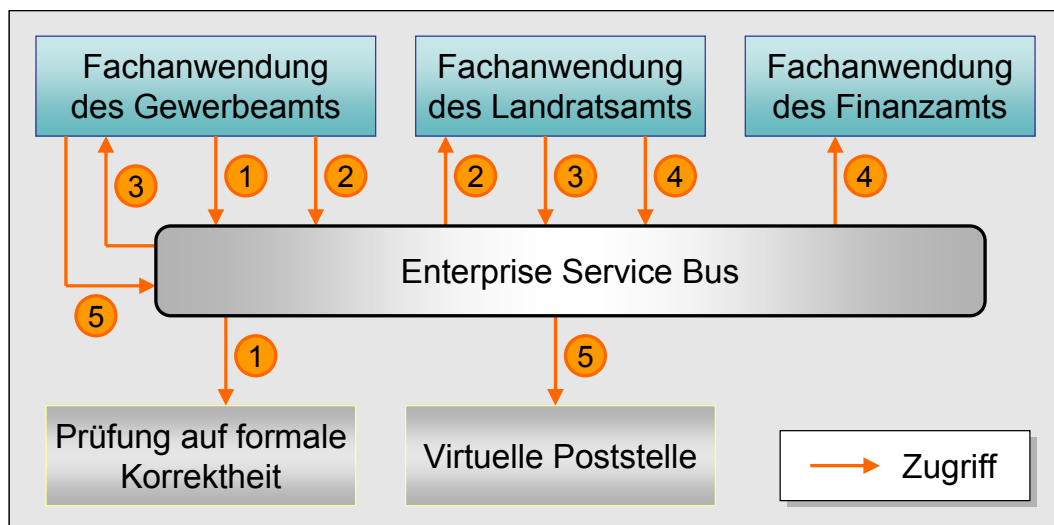 Fachanwendung
des Gewerbeamts
Fachanwendung
des Landratsamts
Fachanwendung
des Finanzamts
3
1
2
2
3
4
4
Enterprise Service Bus
5
1
5
Prüfung auf formale
Korrektheit
Virtuelle Poststelle
Zugriff